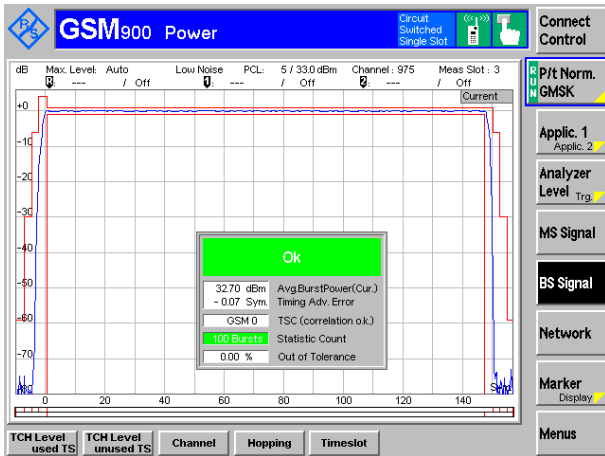 R&S
GSM900 Power
Circuit Switched Single Slot
Connect Control
dB Max. Level: Auto Low Noise PCL: 5 / 33.0 dBm Channel : 975 Meas Slot : 3
R: --- / Off 1: --- / Off 2: --- / Off
RUN P/t Norm. GMSK
Current
+0
-10
-20
-30
-40
-50
-60
-70
-80
Ok
32.70 dBm Avg.BurstPower(Cur.)
- 0.07 Sym. Timing Adv. Error
GSM 0 TSC (correlation o.k.)
100 Bursts Statistic Count
0.00 % Out of Tolerance
0 20 40 60 80 100 120 140
Applic. 1
Applic. 2
Analyzer Level Trg.
MS Signal
BS Signal
Network
Marker
Display
Menus
TCH Level used TS
TCH Level unused TS
Channel
Hopping
Timeslot